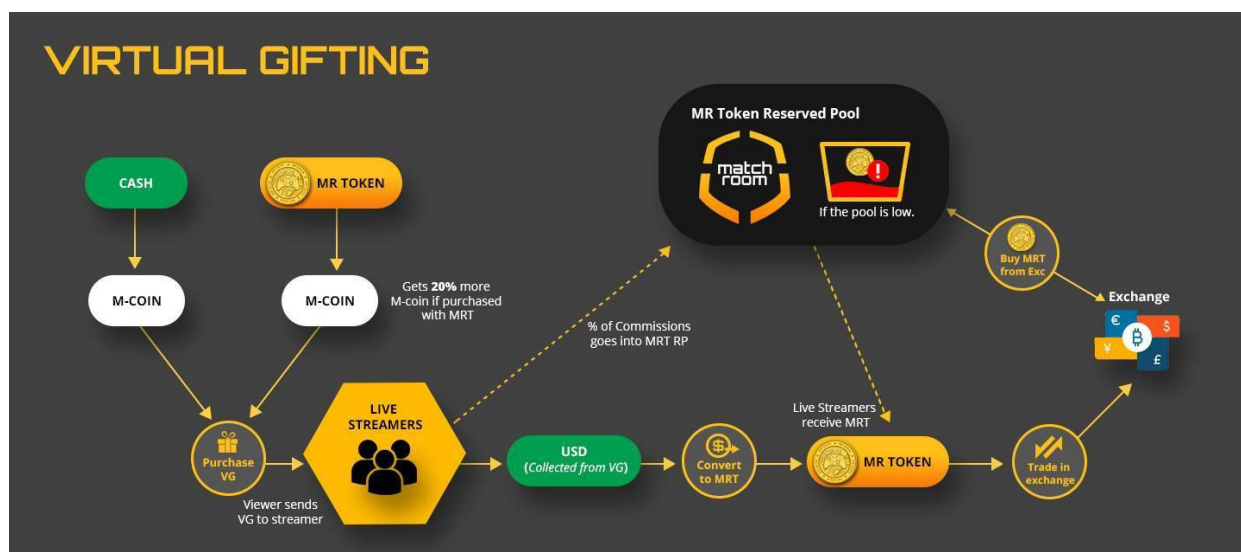 VIRTUAL GIFTING
MR Token Reserved Pool
match
room
If the pool is low.
CASH
MR TOKEN
M-COIN
M-COIN
Gets 20% more
M-coin if purchased
with MRT
Buy MRT
from Exc
Exchange
€
$
¥
£
% of Commissions
goes into MRT RP
Purchase
VG
Viewer sends
VG to streamer
LIVE
STREAMERS
USD
(Collected from VG)
Convert
to MRT
Live Streamers
receive MRT
MR TOKEN
Trade in
exchange